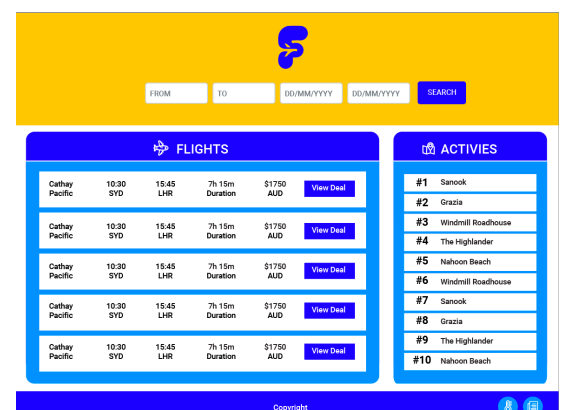 FROM TO DD/MM/YYYY DD/MM/YYYY SEARCH
FLIGHTS
Cathay Pacific 10:30 SYD 15:45 LHR 7h 15m Duration $1750 AUD View Deal
Cathay Pacific 10:30 SYD 15:45 LHR 7h 15m Duration $1750 AUD View Deal
Cathay Pacific 10:30 SYD 15:45 LHR 7h 15m Duration $1750 AUD View Deal
Cathay Pacific 10:30 SYD 15:45 LHR 7h 15m Duration $1750 AUD View Deal
Cathay Pacific 10:30 SYD 15:45 LHR 7h 15m Duration $1750 AUD View Deal
ACTIVIES
#1 Sanook
#2 Grazia
#3 Windmill Roadhouse
#4 The Highlander
#5 Nahoon Beach
#6 Windmill Roadhouse
#7 Sanook
#8 Grazia
#9 The Highlander
#10 Nahoon Beach
Copyright